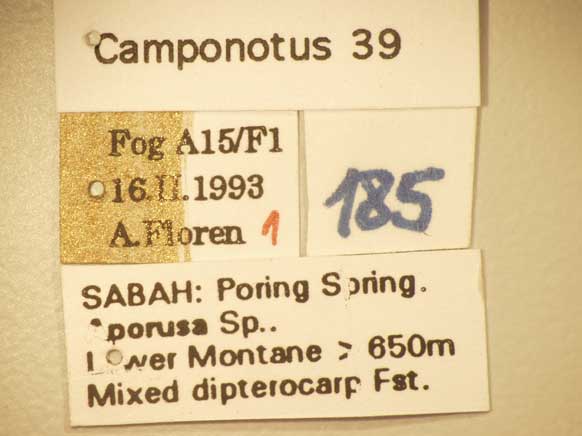 Camponotus 39
Fog A15/F1
16.II.1993
A.Floren 1
185
SABAH: Poring Spring.
Aporusa Sp..
Lower Montane > 650m
Mixed dipterocarp Fst.